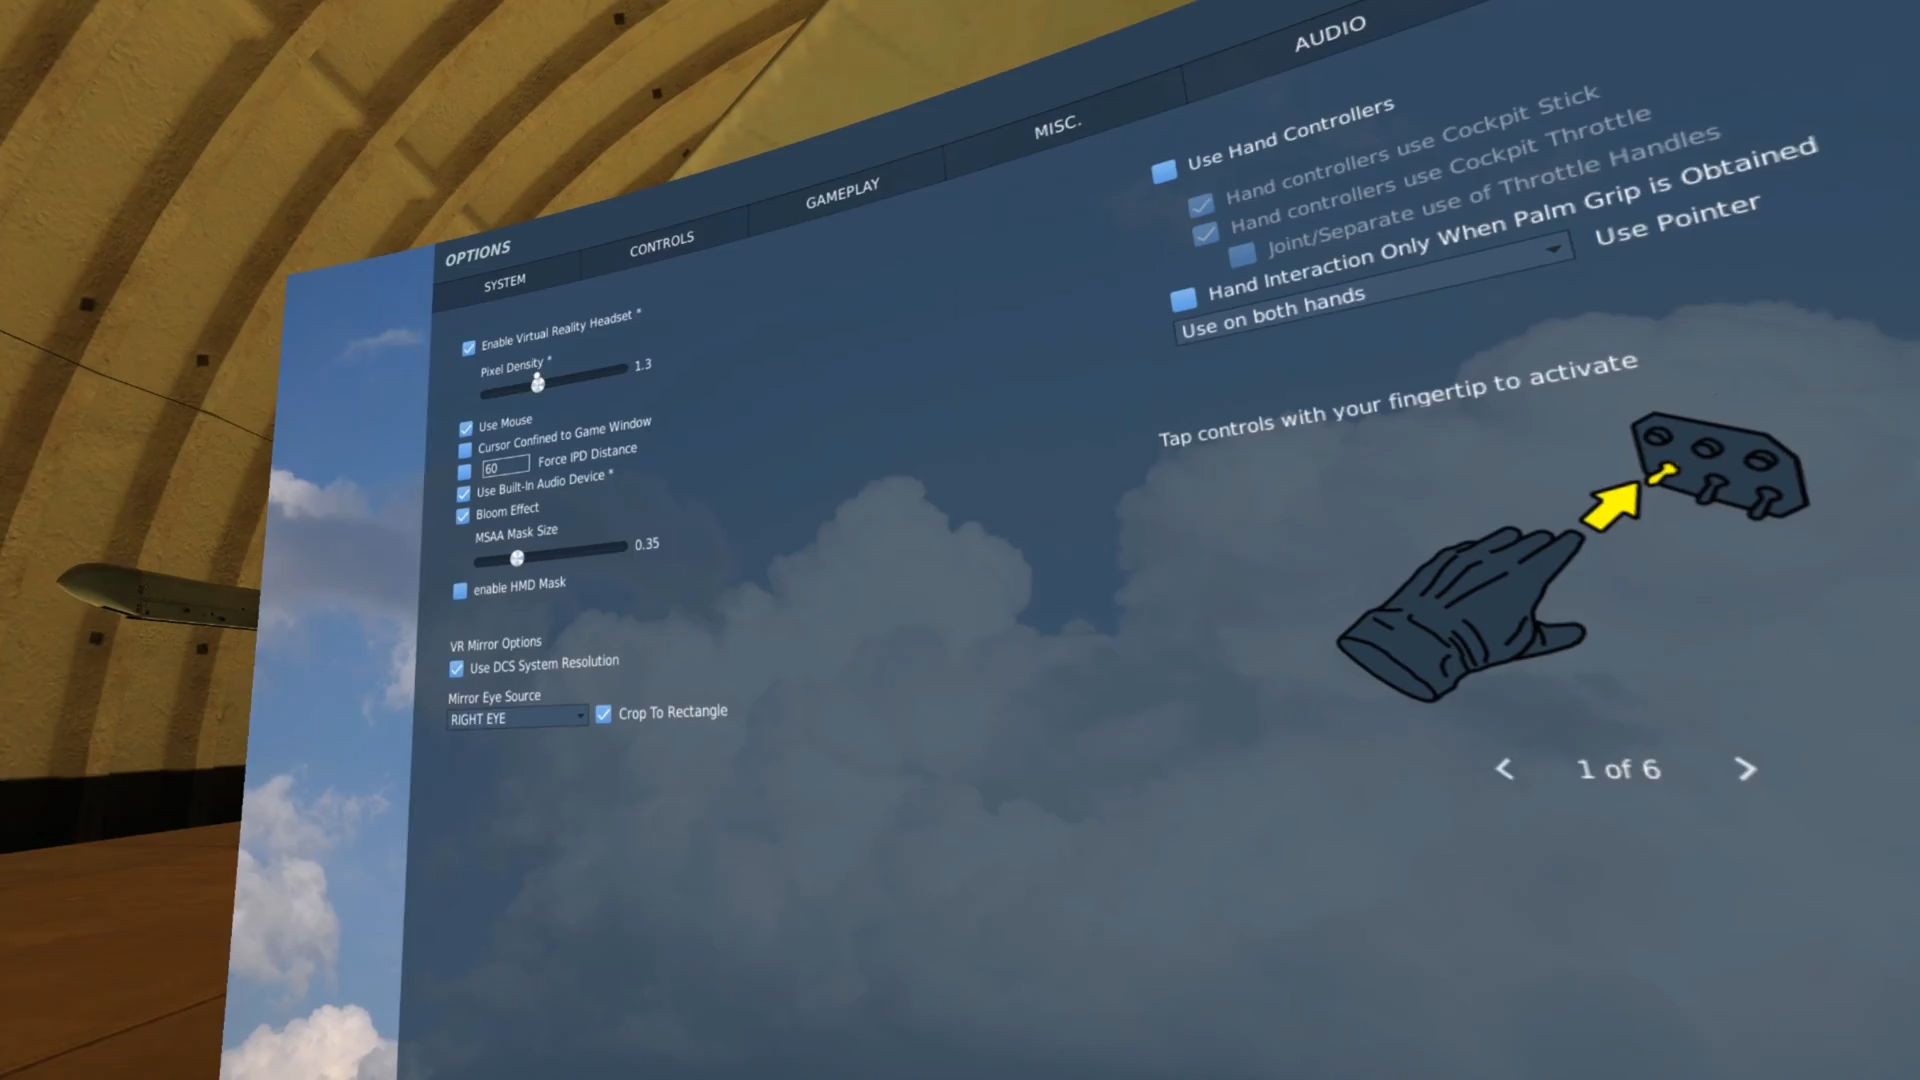 OPTIONS
SYSTEM
CONTROLS
GAMEPLAY
MISC.
AUDIO
Enable Virtual Reality Headset *
Pixel Density *
1.3
Use Mouse
Cursor Confined to Game Window
60 Force IPD Distance
Use Built-In Audio Device *
Bloom Effect
MSAA Mask Size
0.35
enable HMD Mask
VR Mirror Options
Use DCS System Resolution
Mirror Eye Source
RIGHT EYE
Crop To Rectangle
Use Hand Controllers
Hand controllers use Cockpit Stick
Hand controllers use Cockpit Throttle
Joint/Separate use of Throttle Handles
Hand Interaction Only When Palm Grip is Obtained
Use on both hands
Use Pointer
Tap controls with your fingertip to activate
< 1 of 6 >